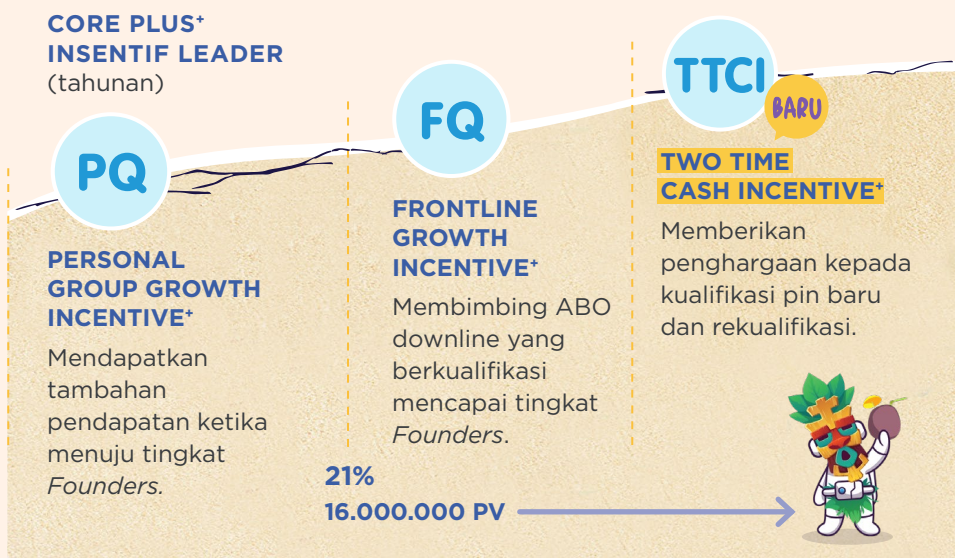 CORE PLUS⁺
INSENTIF LEADER
(tahunan)
PQ
PERSONAL
GROUP GROWTH
INCENTIVE⁺
Mendapatkan
tambahan
pendapatan ketika
menuju tingkat
Founders.
FQ
FRONTLINE
GROWTH
INCENTIVE⁺
Membimbing ABO
downline yang
berkualifikasi
mencapai tingkat
Founders.
TTCI
BARU
TWO TIME
CASH INCENTIVE⁺
Memberikan
penghargaan kepada
kualifikasi pin baru
dan rekualifikasi.
21%
16.000.000 PV